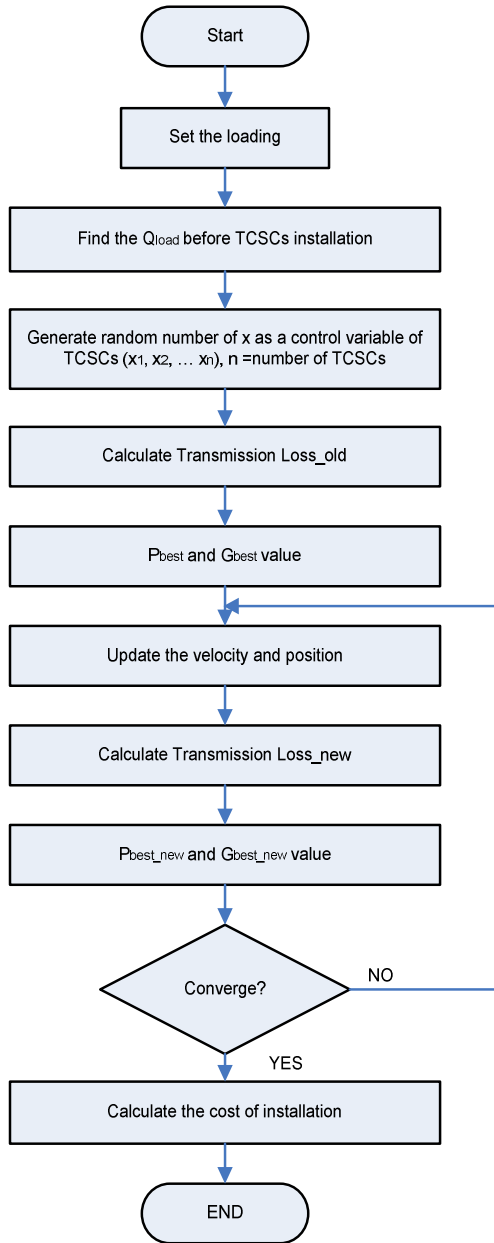 Start
Set the loading
Find the Qload before TCSCs installation
Generate random number of x as a control variable of
TCSCs (x1, x2, ... xn), n =number of TCSCs
Calculate Transmission Loss_old
Pbest and Gbest value
Update the velocity and position
Calculate Transmission Loss_new
Pbest_new and Gbest_new value
Converge?
NO
YES
Calculate the cost of installation
END